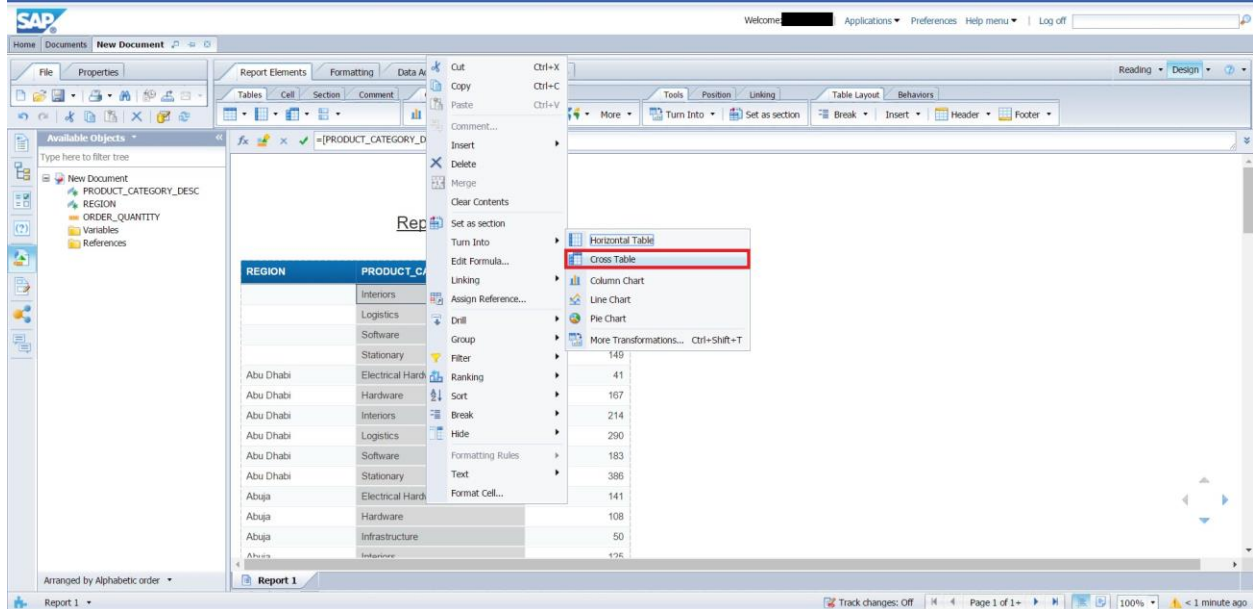 SAP
Welcome: Applications Preferences Help menu | Log off
Home Documents New Document
File Properties
Report Elements Formatting Data A
Reading Design
Tables Cell Section Comment
Tools Position Linking
Table Layout Behaviors
More Turn Into Set as section Break Insert Header Footer
Available Objects
fx =[PRODUCT_CATEGORY_D
Type here to filter tree
New Document
PRODUCT_CATEGORY_DESC
REGION
ORDER_QUANTITY
Variables
References
Arranged by Alphabetic order
Rep
REGION PRODUCT_CA
Interiors
Logistics
Software
Stationary 149
Abu Dhabi Electrical Hardw 41
Abu Dhabi Hardware 167
Abu Dhabi Interiors 214
Abu Dhabi Logistics 290
Abu Dhabi Software 183
Abu Dhabi Stationary 386
Abuja Electrical Hardw 141
Abuja Hardware 108
Abuja Infrastructure 50
Abuja Interiors 125
Cut Ctrl+X
Copy Ctrl+C
Paste Ctrl+V
Comment...
Insert
Delete
Merge
Clear Contents
Set as section
Turn Into
Edit Formula...
Linking
Assign Reference...
Drill
Group
Filter
Ranking
Sort
Break
Hide
Formatting Rules
Text
Format Cell...
Horizontal Table
Cross Table
Column Chart
Line Chart
Pie Chart
More Transformations... Ctrl+Shift+T
Report 1
Report 1
Track changes: Off Page 1 of 1+ 100% < 1 minute ago